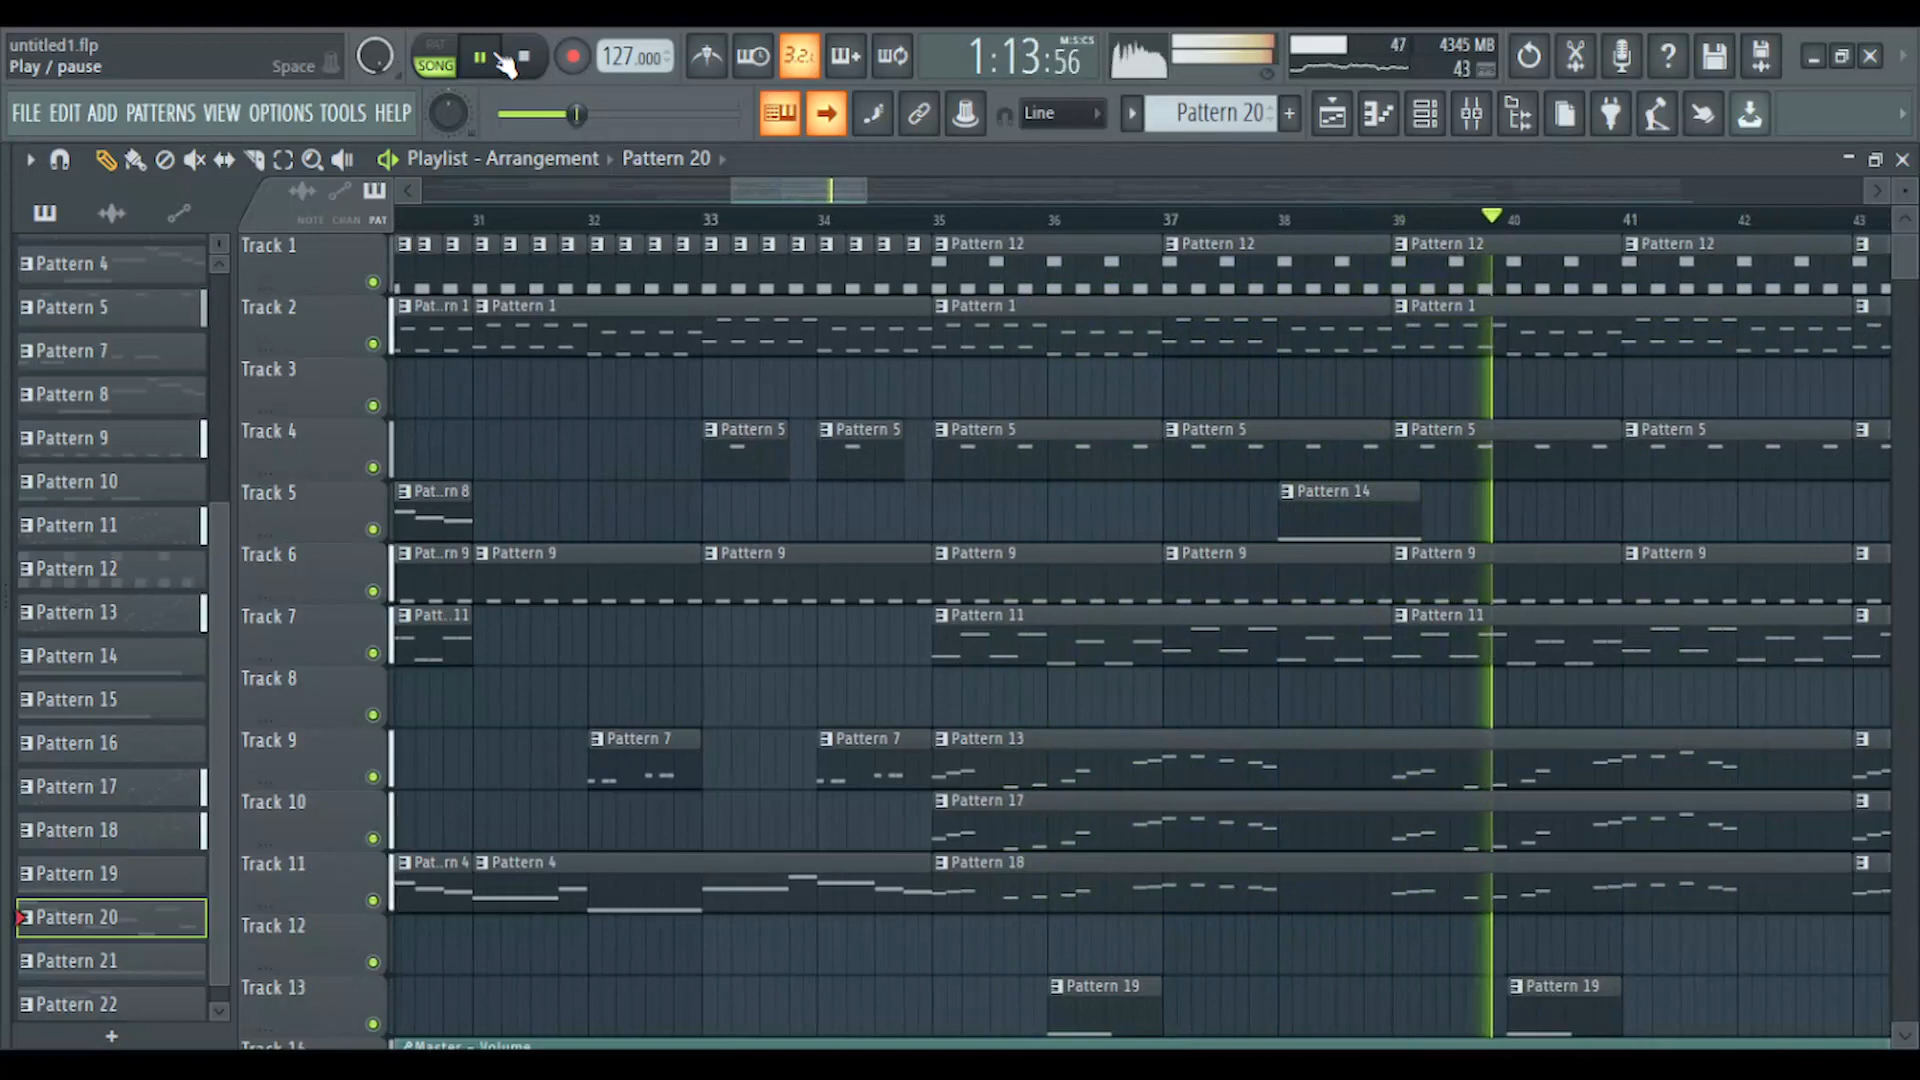 untitled1.flp
Play / pause
Space
PAT
SONG
127.000
3.2.
1:13:56
M:S:CS
47
4345 MB
43
FILE EDIT ADD PATTERNS VIEW OPTIONS TOOLS HELP
Line
Pattern 20
Playlist - Arrangement
Pattern 20
NOTE CHAN PAT
31 32 33 34 35 36 37 38 39 40 41 42 43
Pattern 4
Pattern 5
Pattern 7
Pattern 8
Pattern 9
Pattern 10
Pattern 11
Pattern 12
Pattern 13
Pattern 14
Pattern 15
Pattern 16
Pattern 17
Pattern 18
Pattern 19
Pattern 20
Pattern 21
Pattern 22
Track 1
Pattern 12 Pattern 12 Pattern 12 Pattern 12
Track 2
Pat..rn 1 Pattern 1 Pattern 1 Pattern 1
Track 3
Track 4
Pattern 5 Pattern 5 Pattern 5 Pattern 5 Pattern 5 Pattern 5
Track 5
Pat..rn 8 Pattern 14
Track 6
Pat..rn 9 Pattern 9 Pattern 9 Pattern 9 Pattern 9 Pattern 9 Pattern 9
Track 7
Patt..11 Pattern 11 Pattern 11
Track 8
Track 9
Pattern 7 Pattern 7 Pattern 13
Track 10
Pattern 17
Track 11
Pat..rn 4 Pattern 4 Pattern 18
Track 12
Track 13
Pattern 19 Pattern 19
Master - Volume